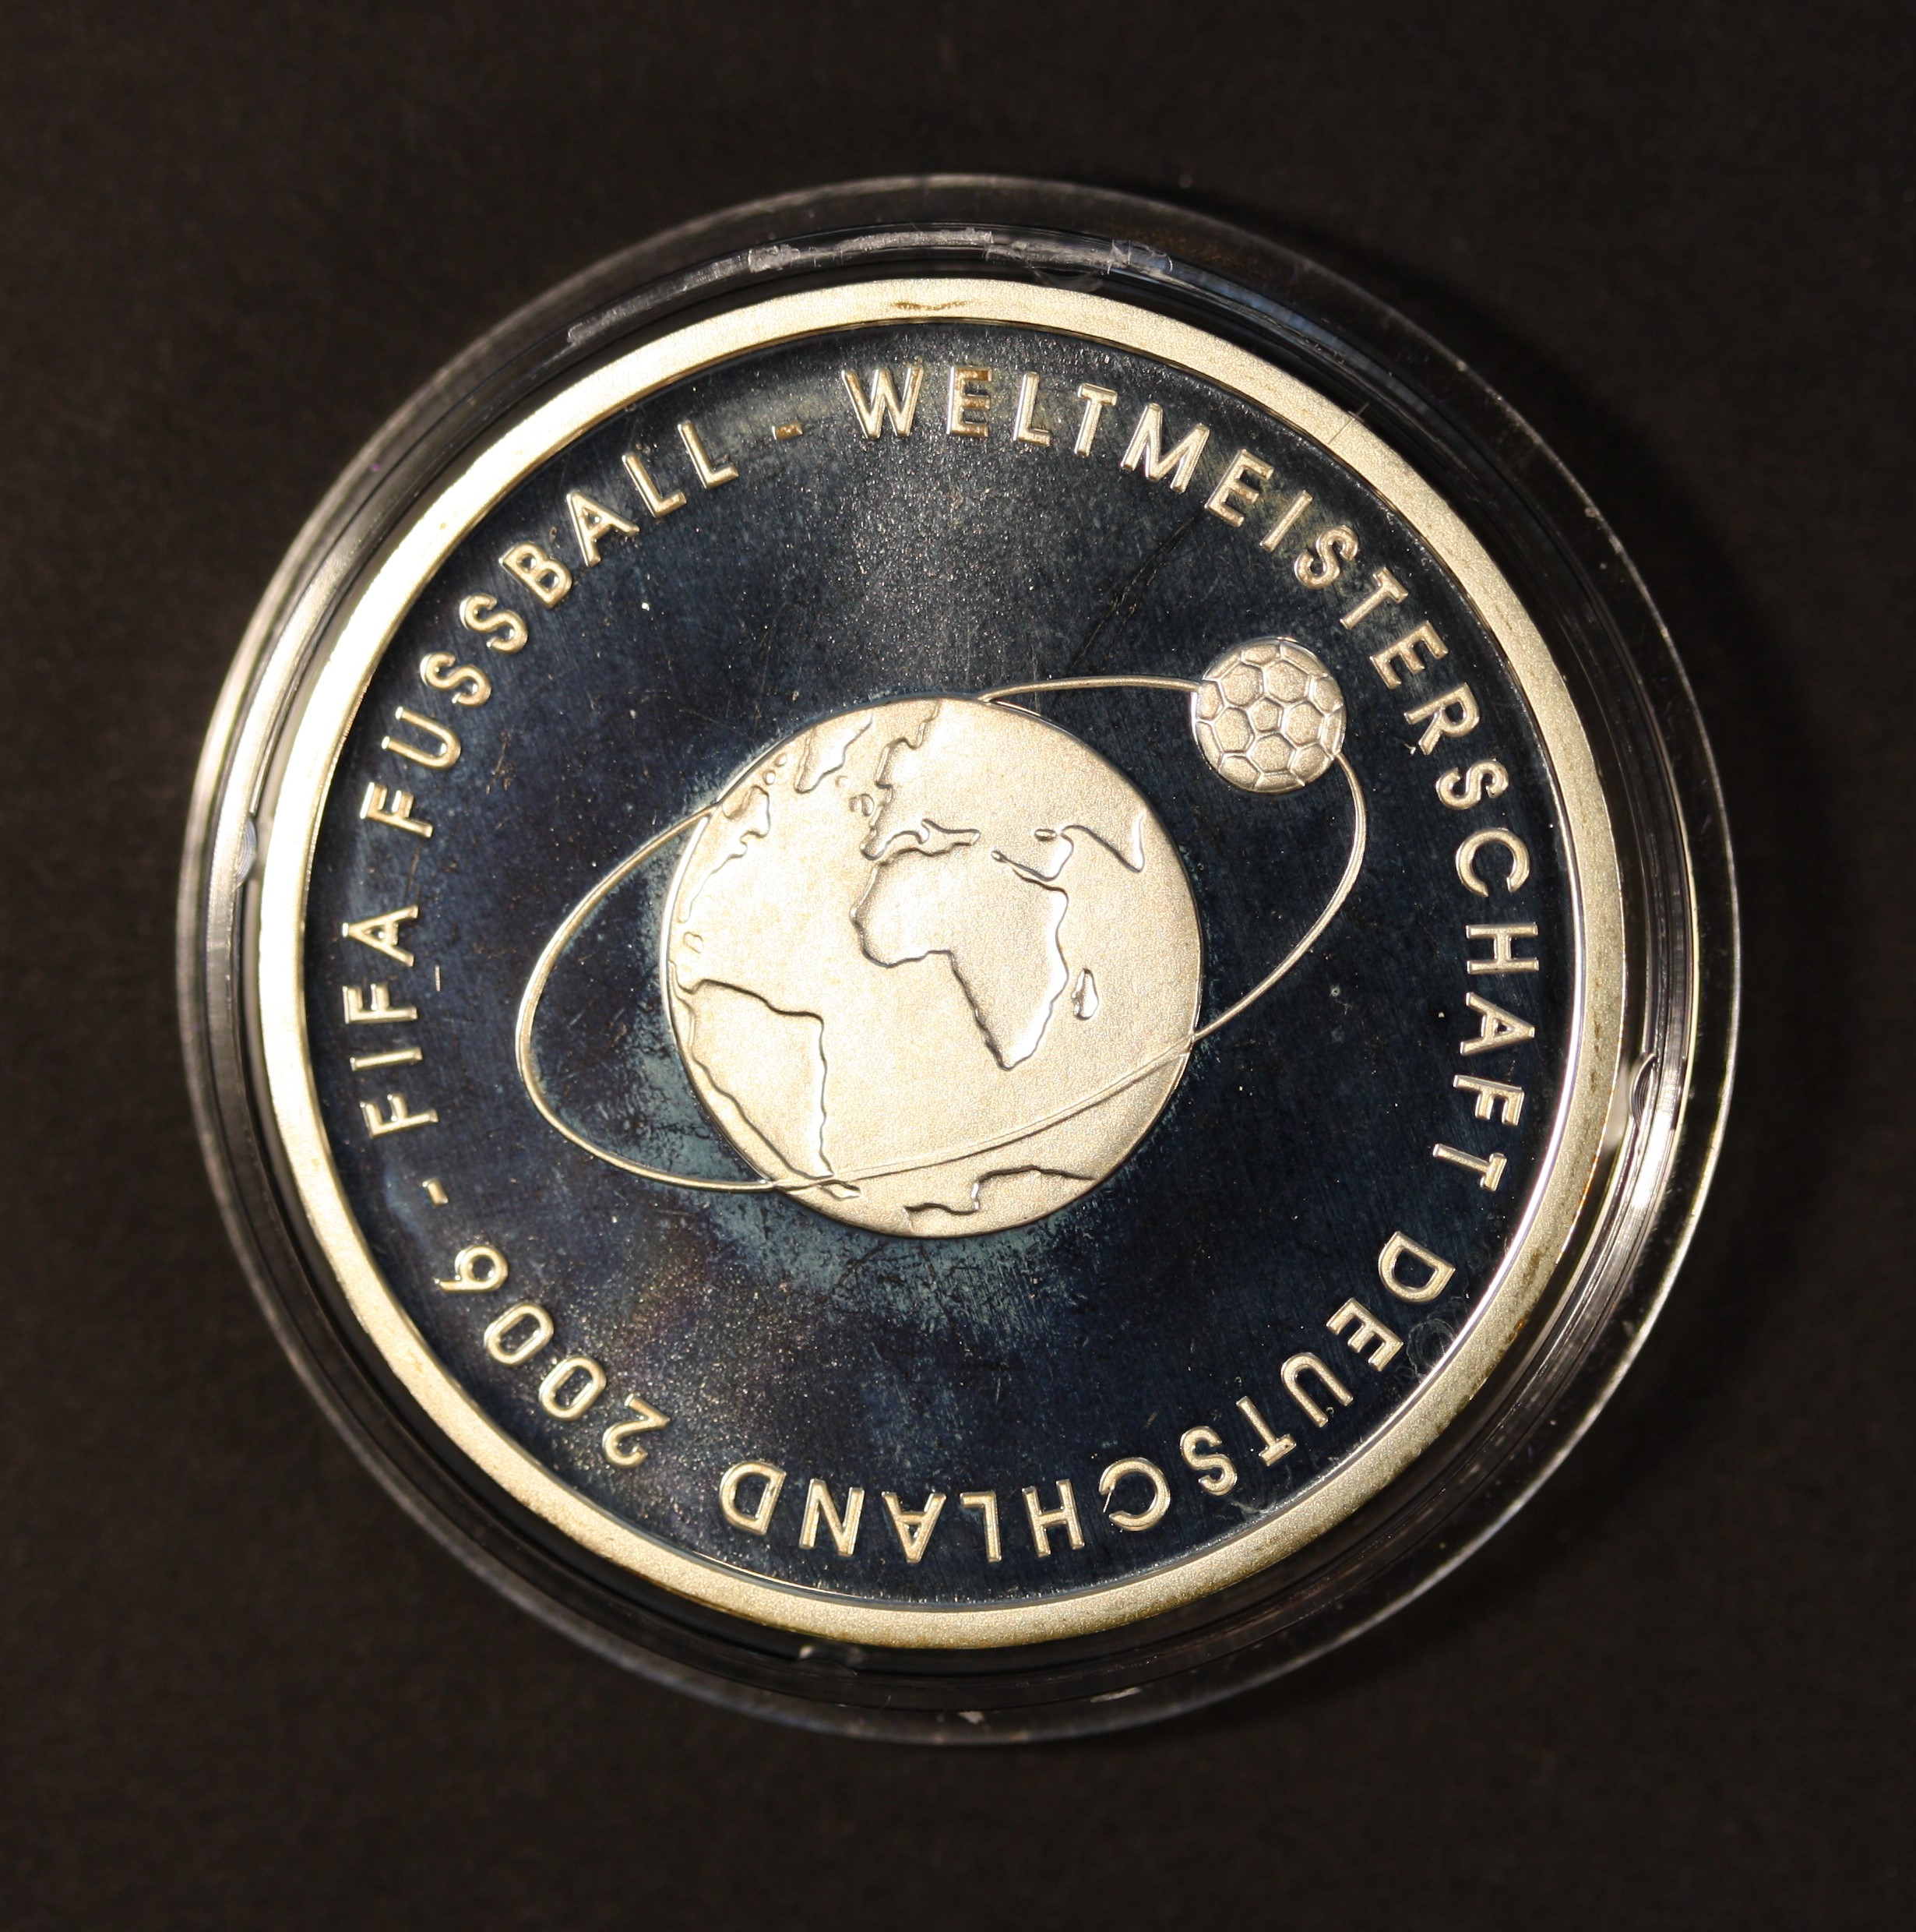 FIFA FUSSBALL - WELTMEISTERSCHAFT DEUTSCHLAND 2006 -